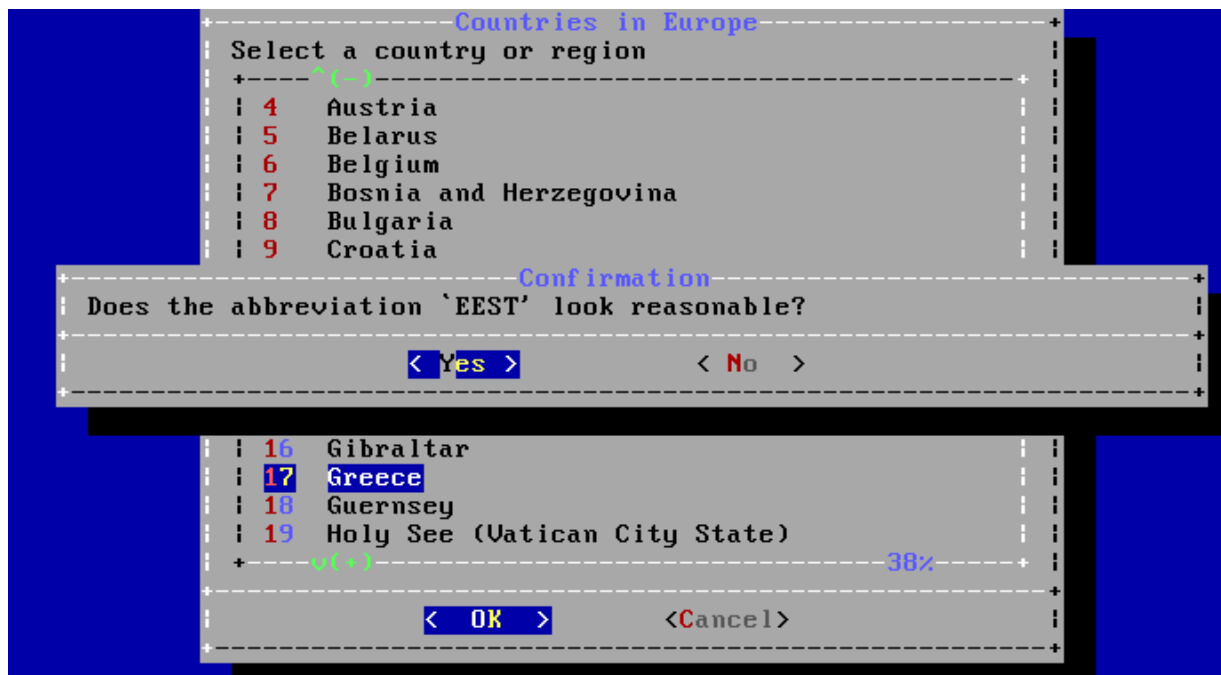 Countries in Europe
Select a country or region
^(-)
4 Austria
5 Belarus
6 Belgium
7 Bosnia and Herzegovina
8 Bulgaria
9 Croatia
Confirmation
Does the abbreviation `EEST' look reasonable?
< Yes > < No >
16 Gibraltar
17 Greece
18 Guernsey
19 Holy See (Vatican City State)
v(+) 38%
< OK > <Cancel>